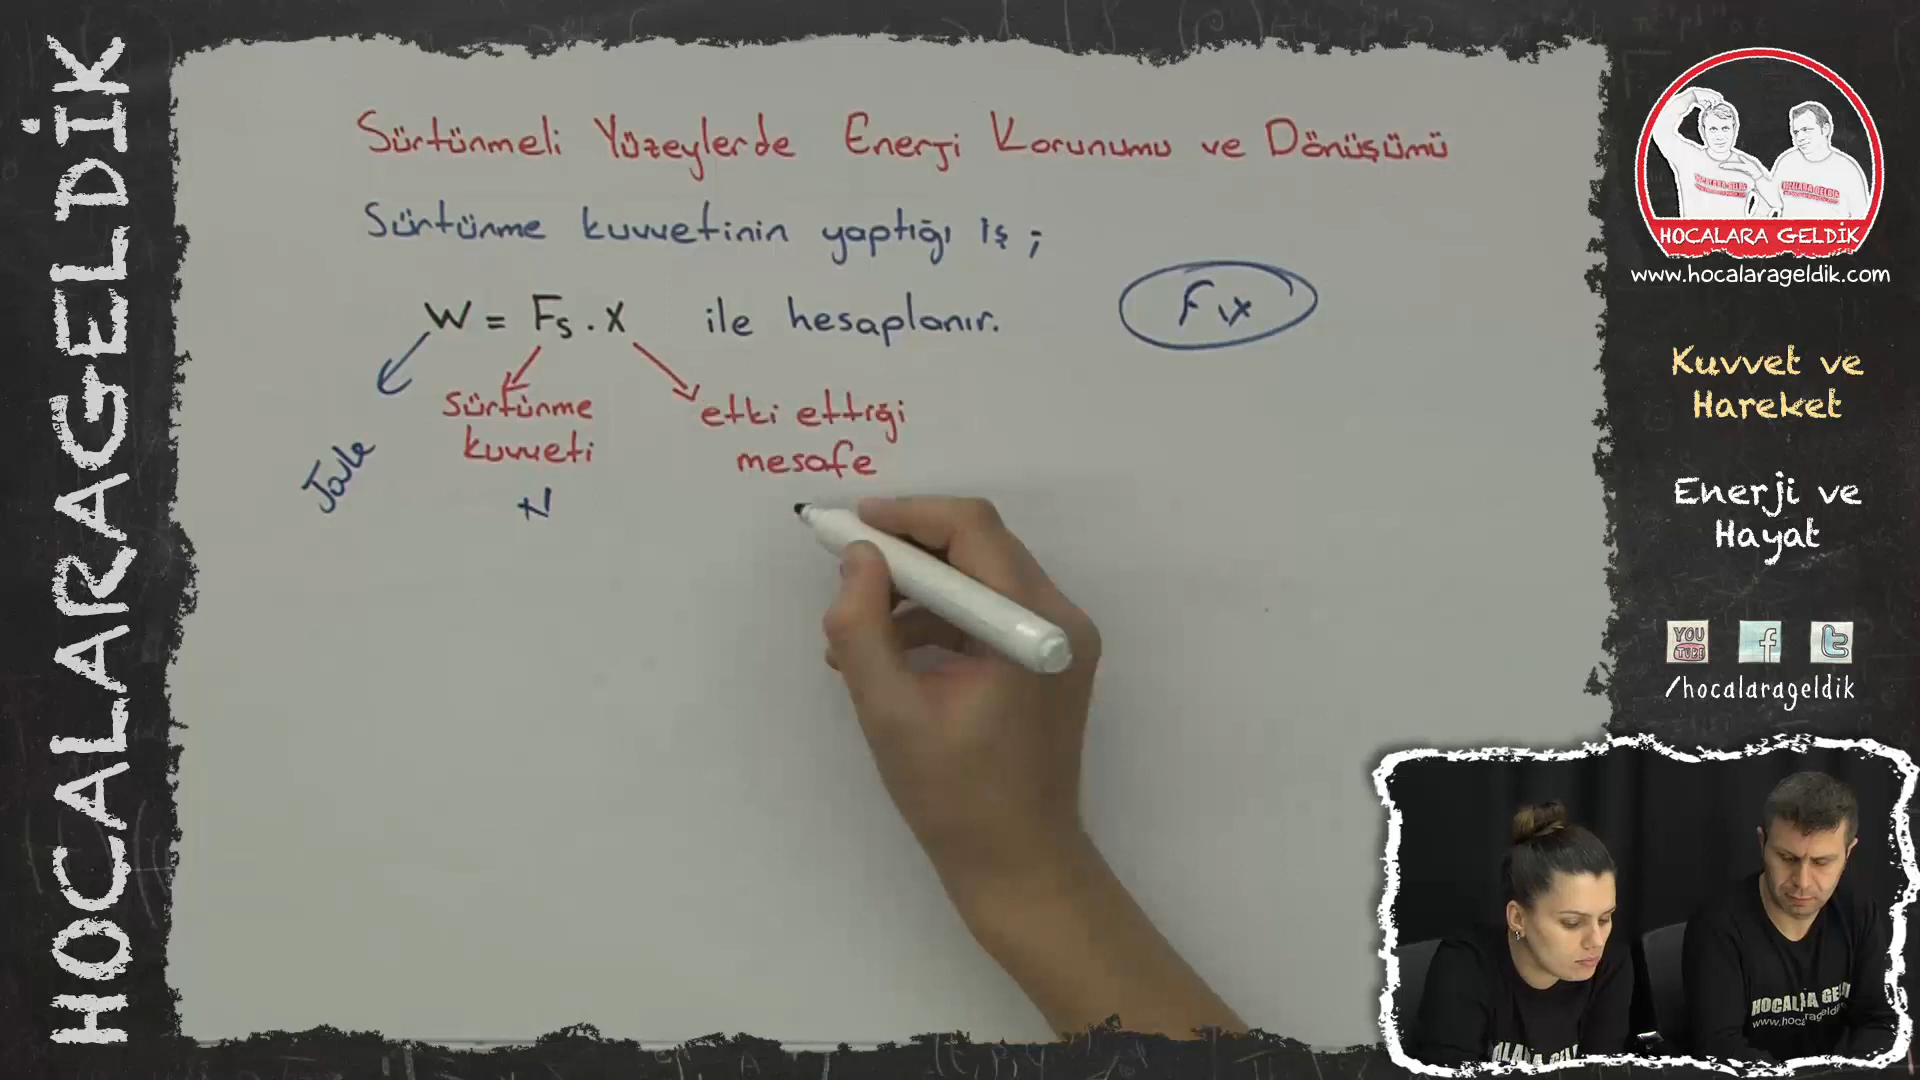 HOCALARAGELDİK
Sürtünmeli Yüzeylerde Enerji Korunumu ve Dönüşümü
Sürtünme kuvvetinin yaptığı iş ;
W = Fs . X ile hesaplanır.
F.x
Sürtünme
kuvveti
etki ettiği
mesafe
Joule
N
HOCALARA GELDİK
www.hocalarageldik.com
Kuvvet ve
Hareket
Enerji ve
Hayat
YOU
TUBE
f
t
/hocalarageldik